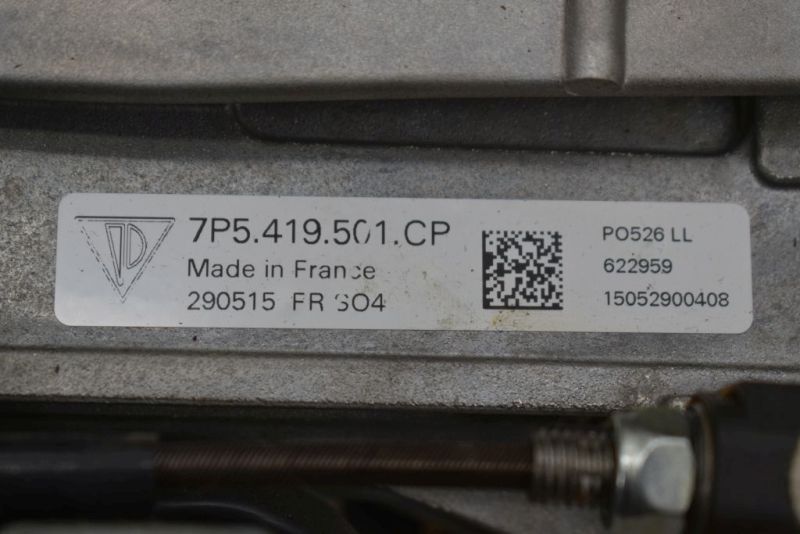 7P5.419.501.CP
Made in France
290515 FR SO4
PO526 LL
622959
15052900408